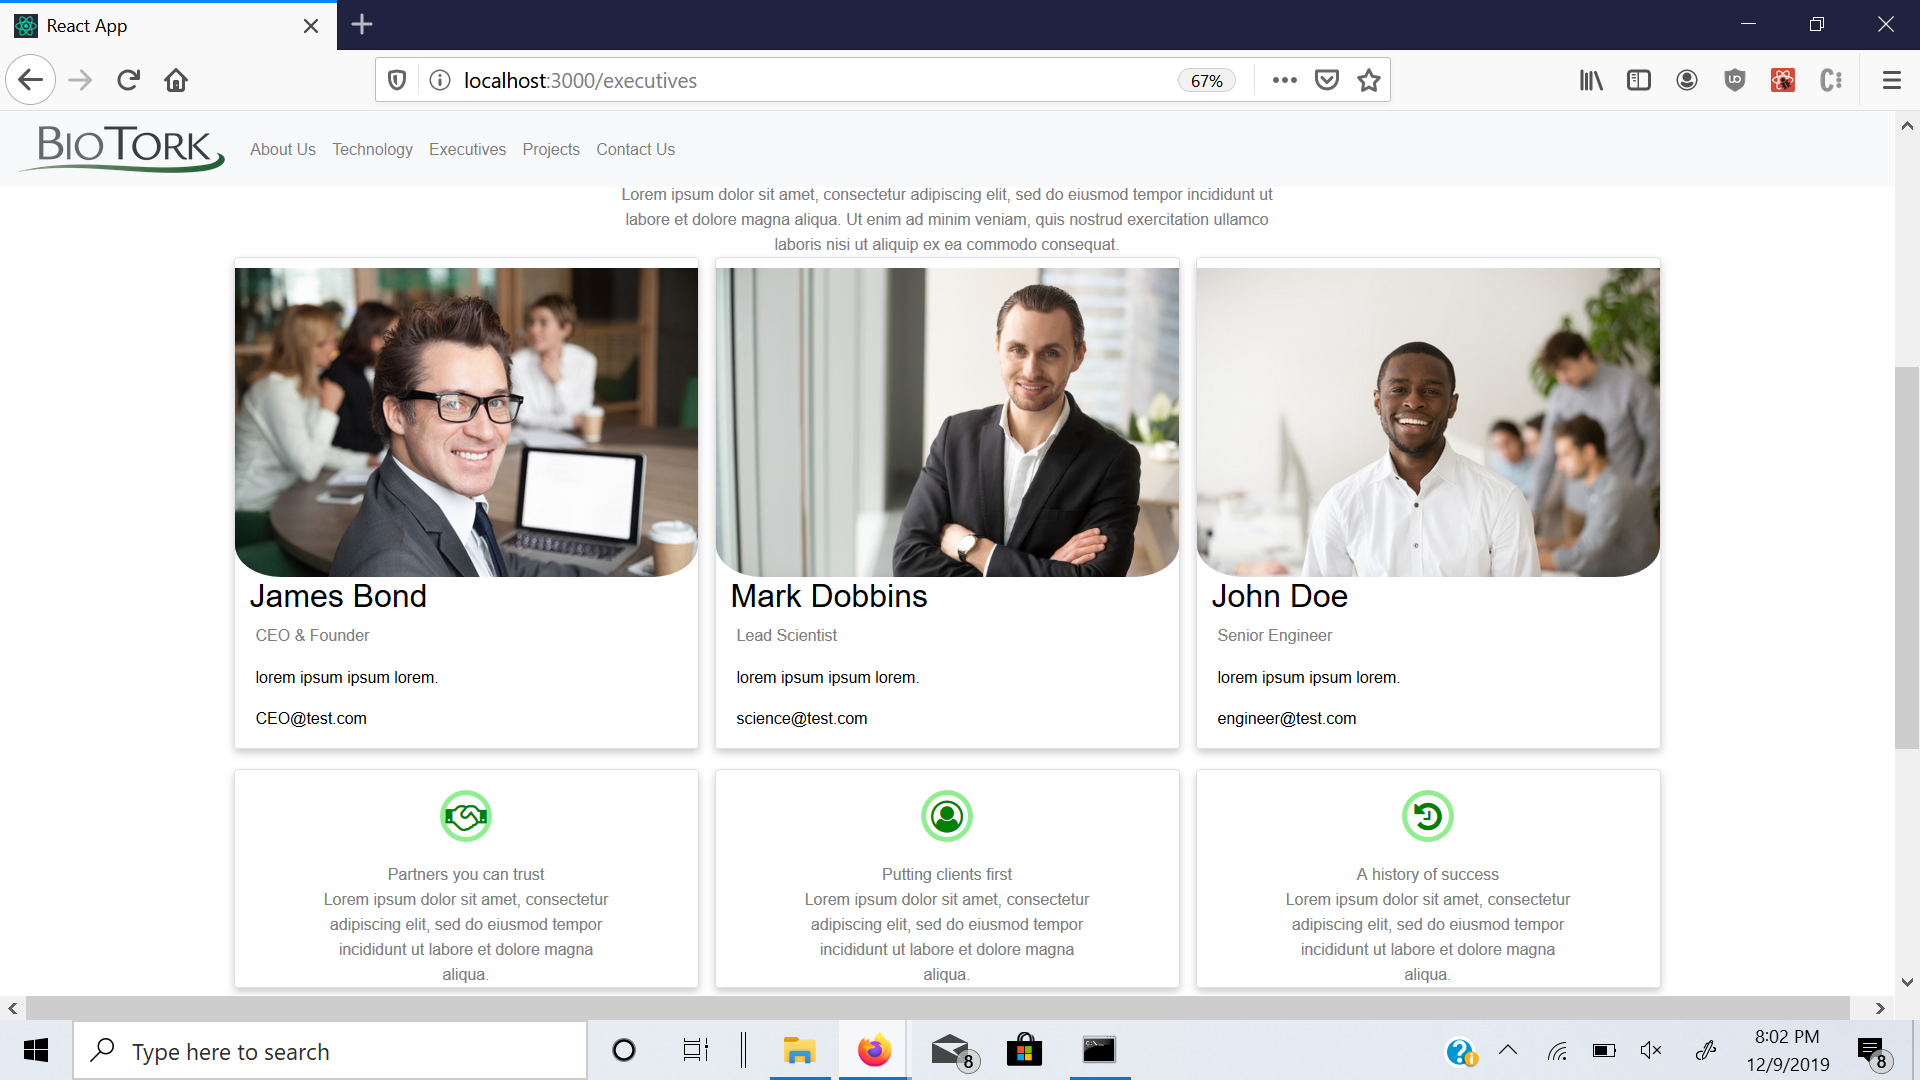 React App
localhost:3000/executives
67%
BIOTORK
About Us Technology Executives Projects Contact Us
Lorem ipsum dolor sit amet, consectetur adipiscing elit, sed do eiusmod tempor incididunt ut
labore et dolore magna aliqua. Ut enim ad minim veniam, quis nostrud exercitation ullamco
laboris nisi ut aliquip ex ea commodo consequat.
James Bond
CEO & Founder
lorem ipsum ipsum lorem.
CEO@test.com
Mark Dobbins
Lead Scientist
lorem ipsum ipsum lorem.
science@test.com
John Doe
Senior Engineer
lorem ipsum ipsum lorem.
engineer@test.com
Partners you can trust
Lorem ipsum dolor sit amet, consectetur
adipiscing elit, sed do eiusmod tempor
incididunt ut labore et dolore magna
aliqua.
Putting clients first
Lorem ipsum dolor sit amet, consectetur
adipiscing elit, sed do eiusmod tempor
incididunt ut labore et dolore magna
aliqua.
A history of success
Lorem ipsum dolor sit amet, consectetur
adipiscing elit, sed do eiusmod tempor
incididunt ut labore et dolore magna
aliqua.
Type here to search
8
8:02 PM
12/9/2019
8